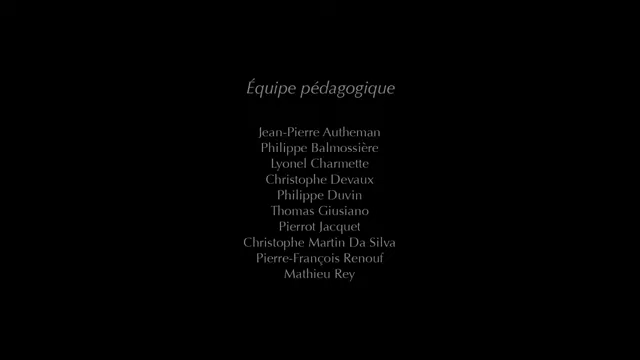 Équipe pédagogique
Jean-Pierre Autheman
Philippe Balmossière
Lyonel Charmette
Christophe Devaux
Philippe Duvin
Thomas Giusiano
Pierrot Jacquet
Christophe Martin Da Silva
Pierre-François Renouf
Mathieu Rey